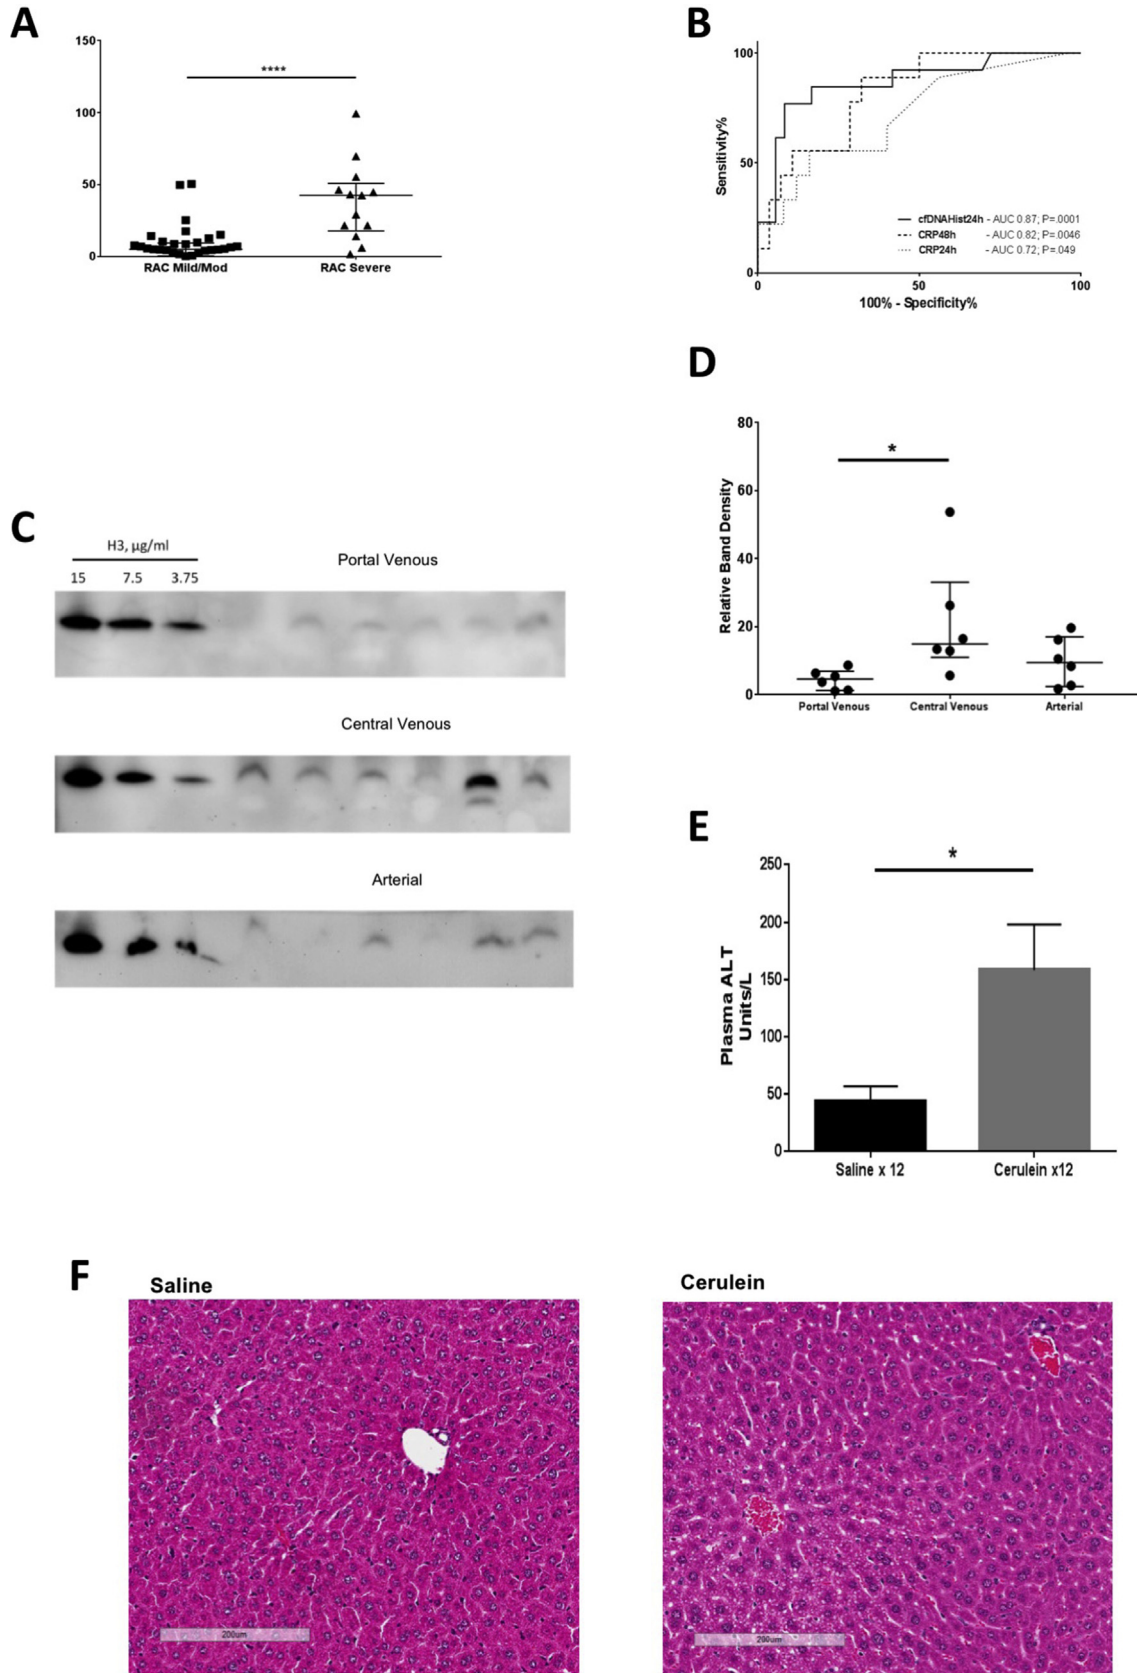 A
150
100
50
0
****
RAC Mild/Mod
RAC Severe
B
100
50
0
Sensitivity%
cfDNAHist24h - AUC 0.87; P=.0001
CRP48h - AUC 0.82; P=.0046
CRP24h - AUC 0.72; P=.049
0
50
100
100% - Specificity%
C
H3, µg/ml
15 7.5 3.75
Portal Venous
Central Venous
Arterial
D
80
60
40
20
0
Relative Band Density
*
Portal Venous
Central Venous
Arterial
E
250
200
150
100
50
0
Plasma ALT
Units/L
*
Saline x 12
Cerulein x12
F
Saline
Cerulein
200um
200um